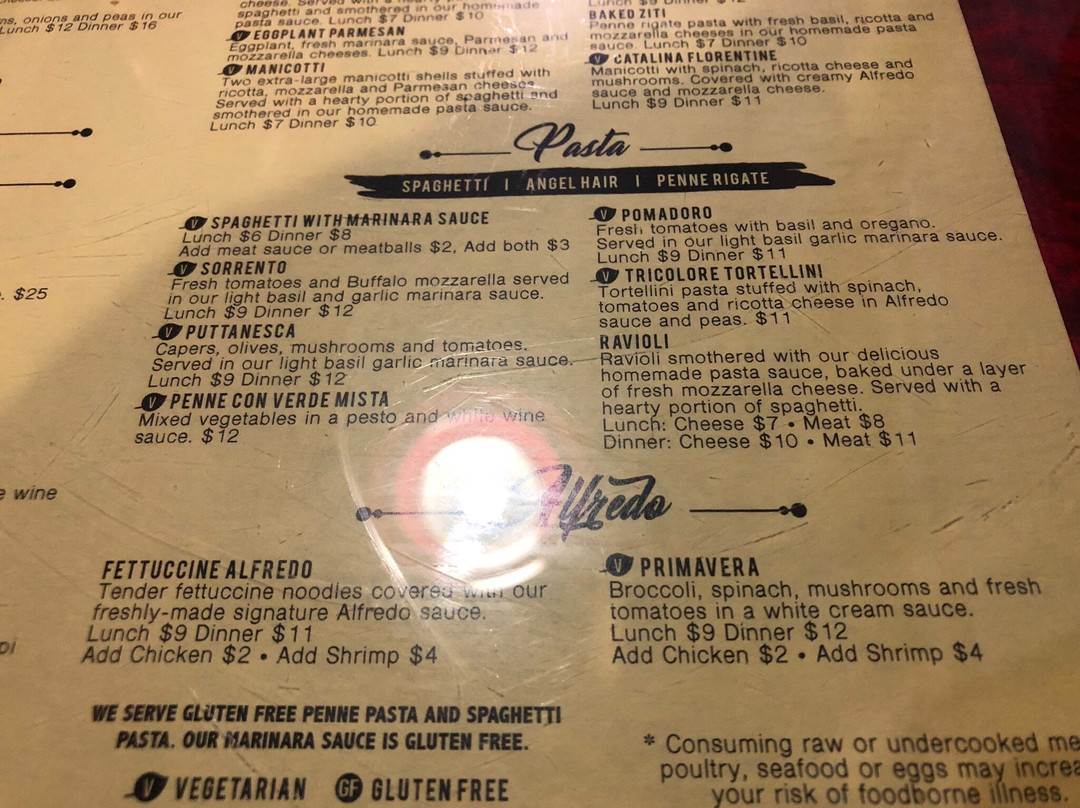 ns, onions and peas in our
Lunch $12 Dinner $16
. $25
e wine
pi
cheese. Served with a hearty portion of
spaghetti and smothered in our homemade
pasta sauce. Lunch $7 Dinner $10
V EGGPLANT PARMESAN
Eggplant, fresh marinara sauce, Parmesan and
mozzarella cheeses. Lunch $9 Dinner $12
V MANICOTTI
Two extra-large manicotti shells stuffed with
ricotta, mozzarella and Parmesan cheeses.
Served with a hearty portion of spaghetti and
smothered in our homemade pasta sauce.
Lunch $7 Dinner $10
Lunch $9 Dinner $12
BAKED ZITI
Penne rigate pasta with fresh basil, ricotta and
mozzarella cheeses in our homemade pasta
sauce. Lunch $7 Dinner $10
V CATALINA FLORENTINE
Manicotti with spinach, ricotta cheese and
mushrooms. Covered with creamy Alfredo
sauce and mozzarella cheese.
Lunch $9 Dinner $11
Pasta
SPAGHETTI | ANGEL HAIR | PENNE RIGATE
V SPAGHETTI WITH MARINARA SAUCE
Lunch $6 Dinner $8
Add meat sauce or meatballs $2, Add both $3
V SORRENTO
Fresh tomatoes and Buffalo mozzarella served
in our light basil and garlic marinara sauce.
Lunch $9 Dinner $12
V PUTTANESCA
Capers, olives, mushrooms and tomatoes.
Served in our light basil garlic marinara sauce.
Lunch $9 Dinner $12
V PENNE CON VERDE MISTA
Mixed vegetables in a pesto and white wine
sauce. $12
V POMADORO
Fresh tomatoes with basil and oregano.
Served in our light basil garlic marinara sauce.
Lunch $9 Dinner $11
V TRICOLORE TORTELLINI
Tortellini pasta stuffed with spinach,
tomatoes and ricotta cheese in Alfredo
sauce and peas. $11
RAVIOLI
Ravioli smothered with our delicious
homemade pasta sauce, baked under a layer
of fresh mozzarella cheese. Served with a
hearty portion of spaghetti.
Lunch: Cheese $7 • Meat $8
Dinner: Cheese $10 • Meat $11
Alfredo
FETTUCCINE ALFREDO
Tender fettuccine noodles covered with our
freshly-made signature Alfredo sauce.
Lunch $9 Dinner $11
Add Chicken $2 • Add Shrimp $4
V PRIMAVERA
Broccoli, spinach, mushrooms and fresh
tomatoes in a white cream sauce.
Lunch $9 Dinner $12
Add Chicken $2 • Add Shrimp $4
WE SERVE GLUTEN FREE PENNE PASTA AND SPAGHETTI
PASTA. OUR MARINARA SAUCE IS GLUTEN FREE.
V VEGETARIAN GF GLUTEN FREE
* Consuming raw or undercooked me
poultry, seafood or eggs may increa
your risk of foodborne illness.